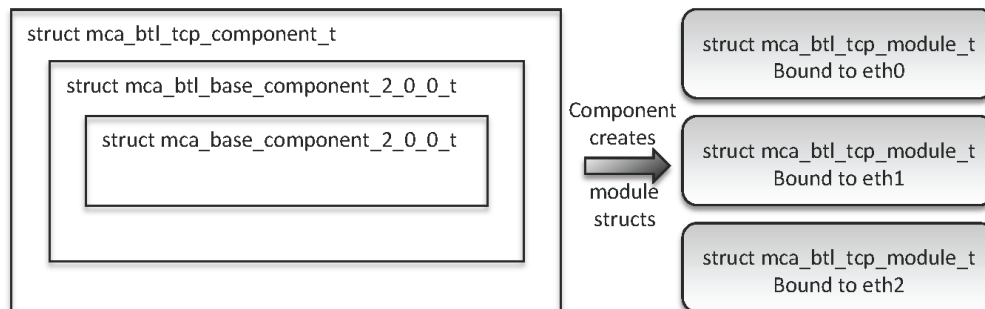 struct mca_btl_tcp_component_t
struct mca_btl_base_component_2_0_0_t
struct mca_base_component_2_0_0_t
Component
creates
module
structs
struct mca_btl_tcp_module_t
Bound to eth0
struct mca_btl_tcp_module_t
Bound to eth1
struct mca_btl_tcp_module_t
Bound to eth2